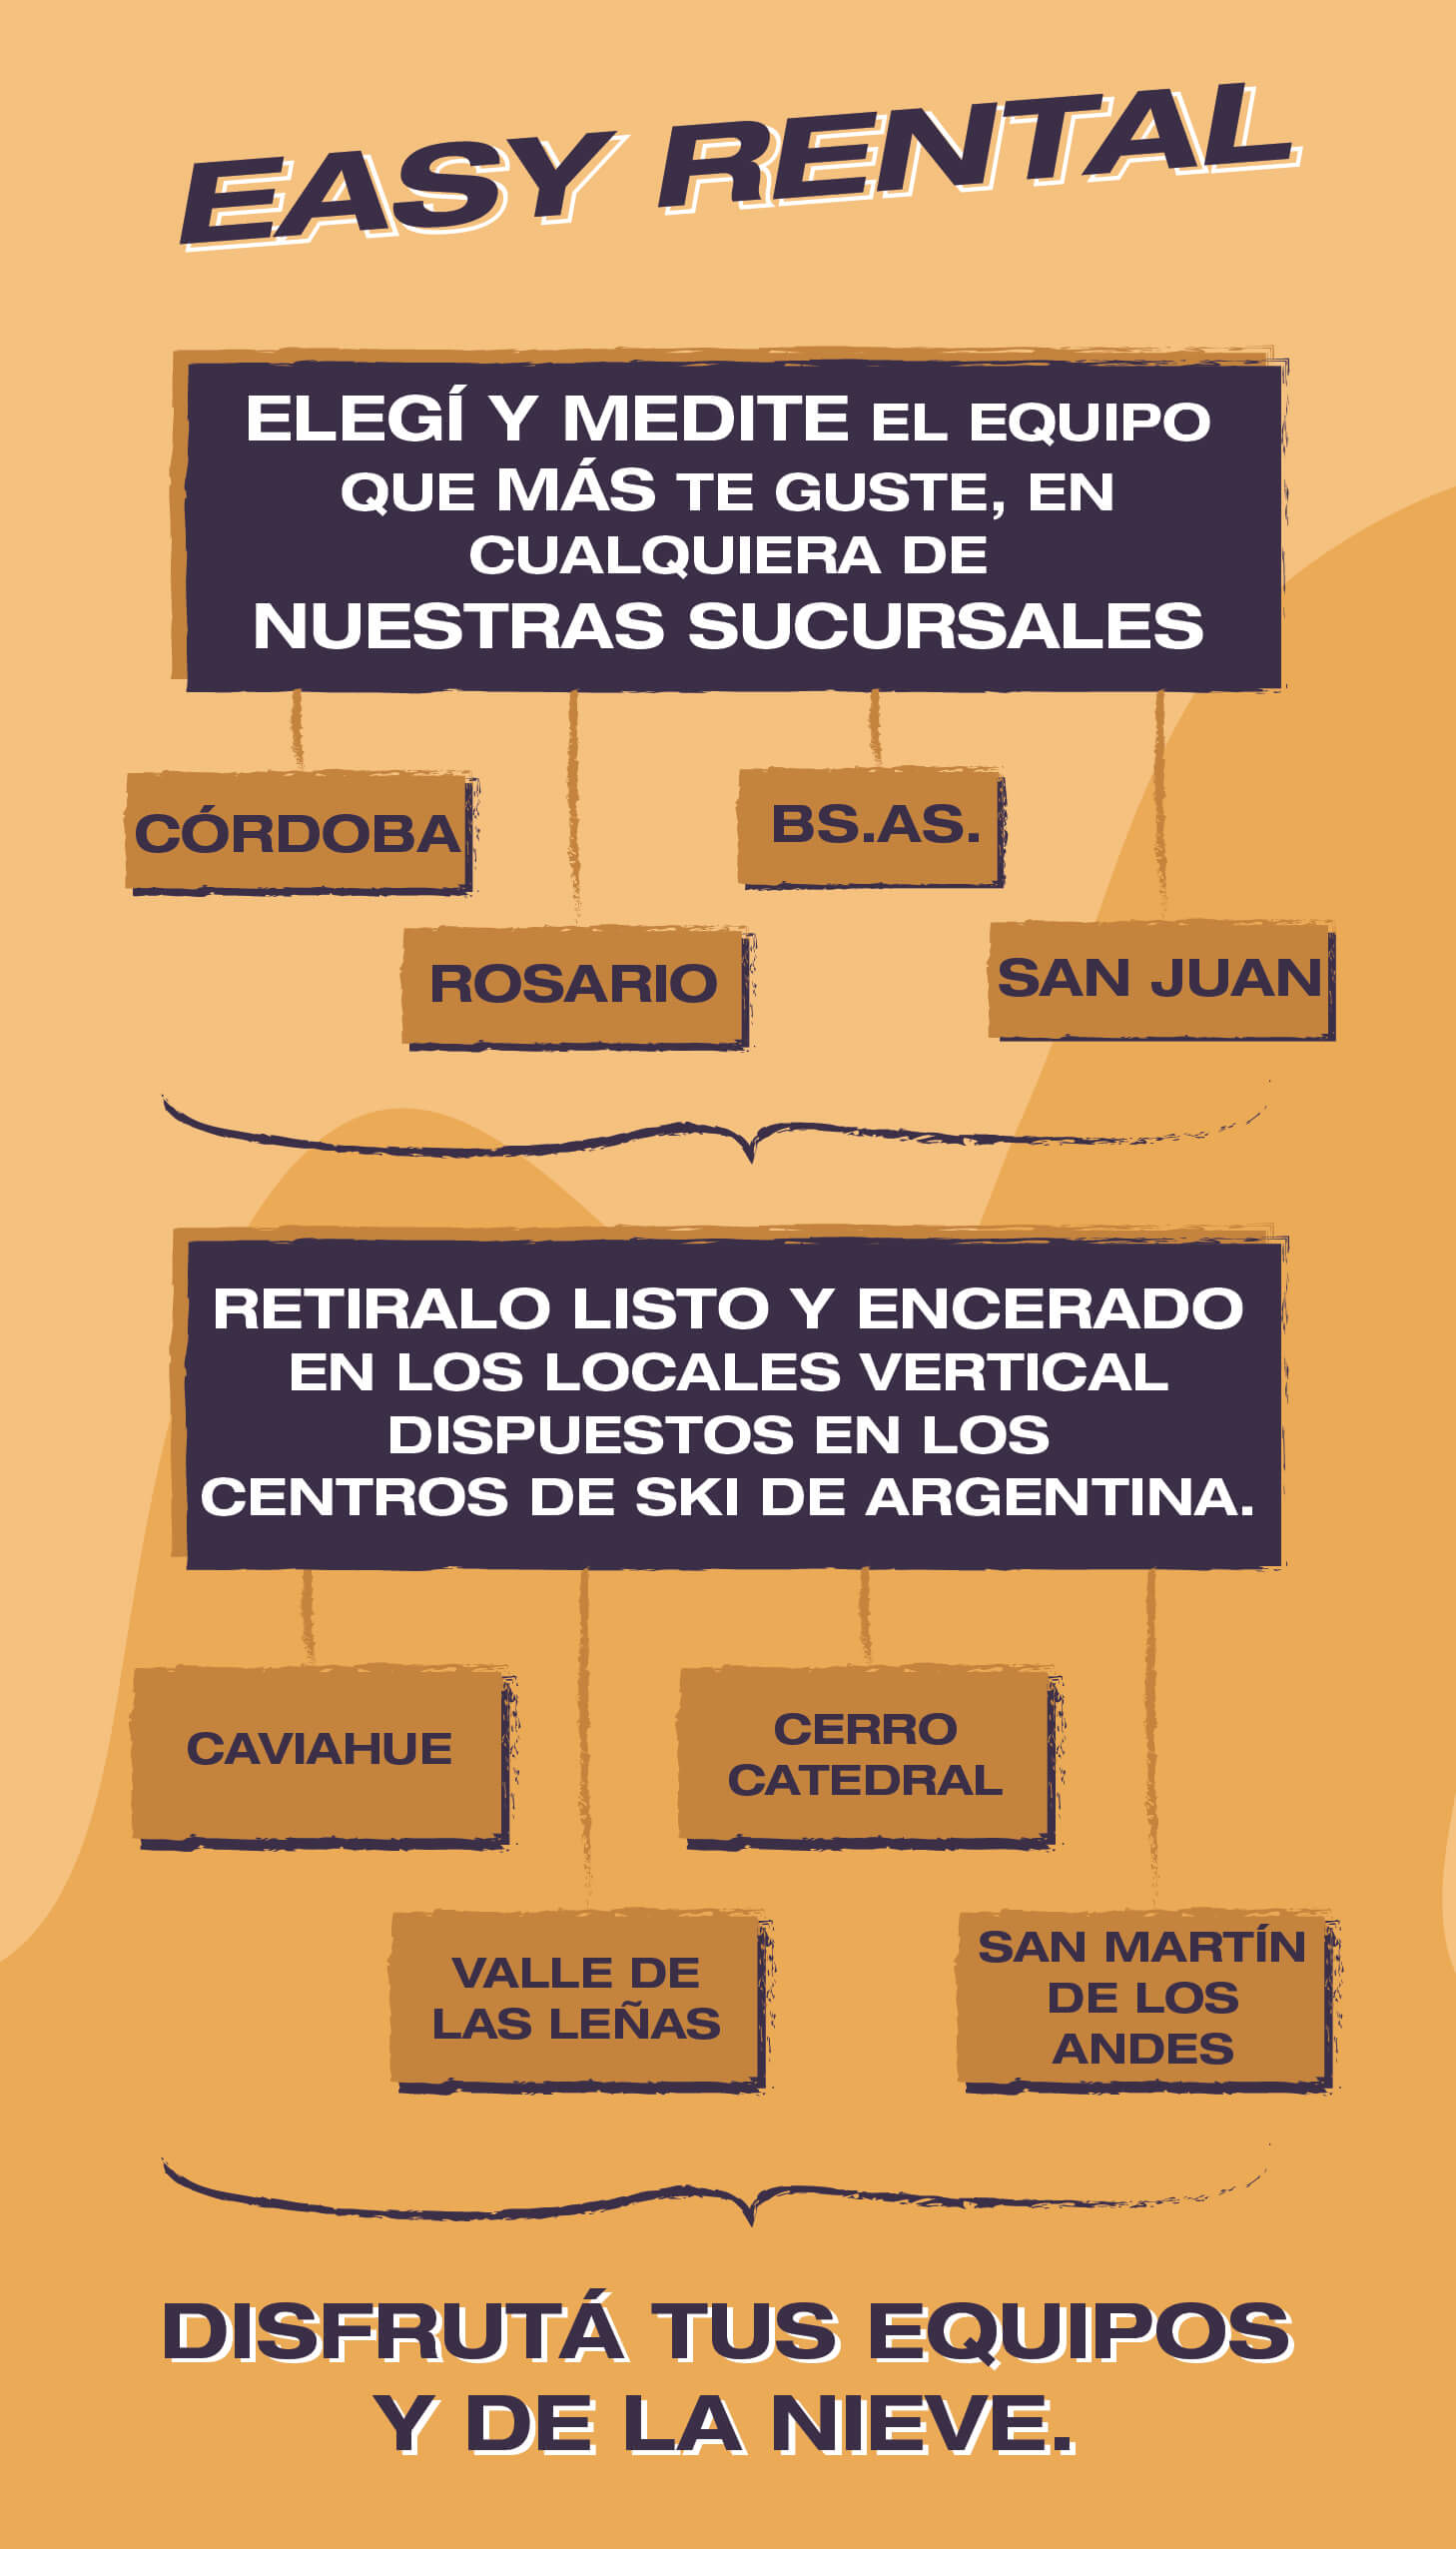 EASY RENTAL
ELEGÍ Y MEDITE EL EQUIPO
QUE MÁS TE GUSTE, EN
CUALQUIERA DE
NUESTRAS SUCURSALES
CÓRDOBA
BS.AS.
ROSARIO
SAN JUAN
RETIRALO LISTO Y ENCERADO
EN LOS LOCALES VERTICAL
DISPUESTOS EN LOS
CENTROS DE SKI DE ARGENTINA.
CAVIAHUE
CERRO
CATEDRAL
VALLE DE
LAS LEÑAS
SAN MARTÍN
DE LOS
ANDES
DISFRUTÁ TUS EQUIPOS
Y DE LA NIEVE.